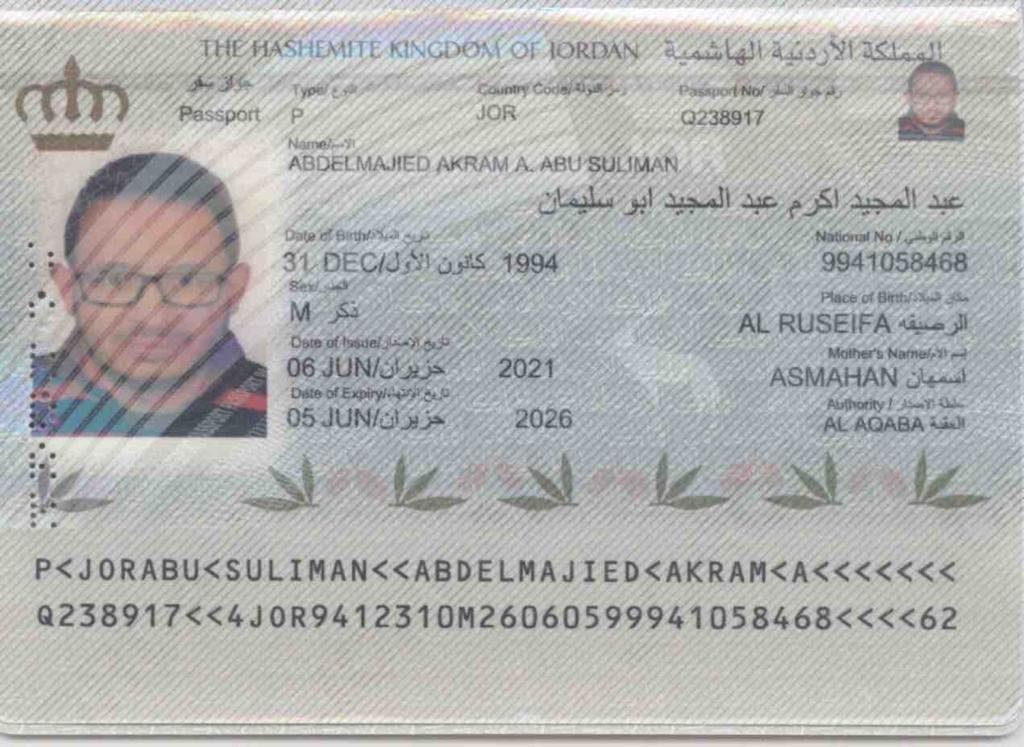 THE HASHEMITE KINGDOM OF JORDAN المملكة الأردنية الهاشمية
جواز سفر
Passport
Type/ النوع Country Code/ رمز الدولة Passport No/ رقم جواز السفر
P JOR Q238917
Name/الاسم
ABDELMAJIED AKRAM A. ABU SULIMAN
عبد المجيد اكرم عبد المجيد ابو سليمان
Date of Birth/تاريخ الميلاد National No / الرقم الوطني
31 DEC/كانون الأول 1994 9941058468
Sex/الجنس Place of Birth/مكان الميلاد
M ذكر AL RUSEIFA الرصيفه
Date of Issue/تاريخ الاصدار Mother's Name/اسم الأم
06 JUN/حزيران 2021 ASMAHAN اسمهان
Date of Expiry/تاريخ الانتهاء Authority / سلطة الاصدار
05 JUN/حزيران 2026 AL AQABA العقبة
P<JORABU<SULIMAN<<ABDELMAJIED<AKRAM<A<<<<<<<
Q238917<<4JOR9412310M26060599941058468<<<<62